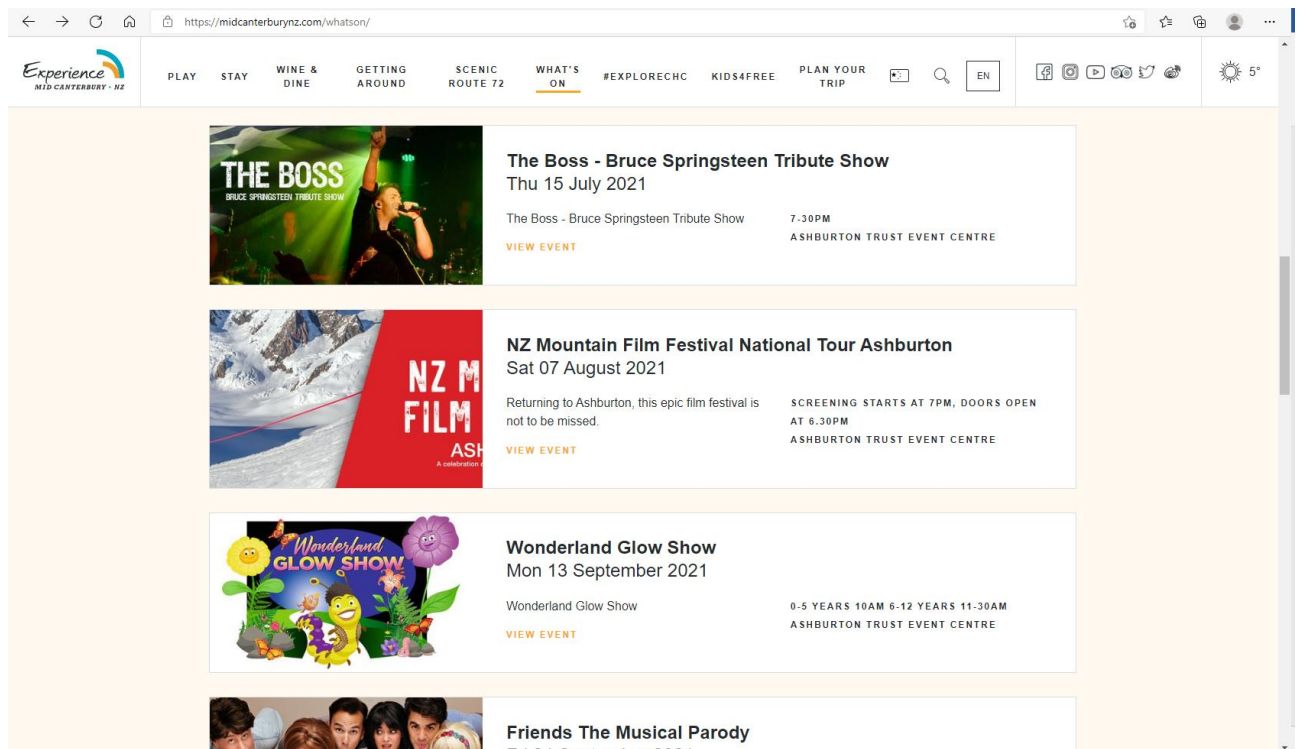 https://midcanterburynz.com/whatson/
Experience
MID CANTERBURY · NZ
PLAY
STAY
WINE &
DINE
GETTING
AROUND
SCENIC
ROUTE 72
WHAT'S
ON
#EXPLORECHC
KIDS4FREE
PLAN YOUR
TRIP
EN
5°
THE BOSS
BRUCE SPRINGSTEEN TRIBUTE SHOW
The Boss - Bruce Springsteen Tribute Show
Thu 15 July 2021
The Boss - Bruce Springsteen Tribute Show
VIEW EVENT
7-30PM
ASHBURTON TRUST EVENT CENTRE
NZ M
FILM
ASH
A celebration
NZ Mountain Film Festival National Tour Ashburton
Sat 07 August 2021
Returning to Ashburton, this epic film festival is
not to be missed.
VIEW EVENT
SCREENING STARTS AT 7PM, DOORS OPEN
AT 6.30PM
ASHBURTON TRUST EVENT CENTRE
Wonderland
GLOW SHOW
Wonderland Glow Show
Mon 13 September 2021
Wonderland Glow Show
VIEW EVENT
0-5 YEARS 10AM 6-12 YEARS 11-30AM
ASHBURTON TRUST EVENT CENTRE
Friends The Musical Parody